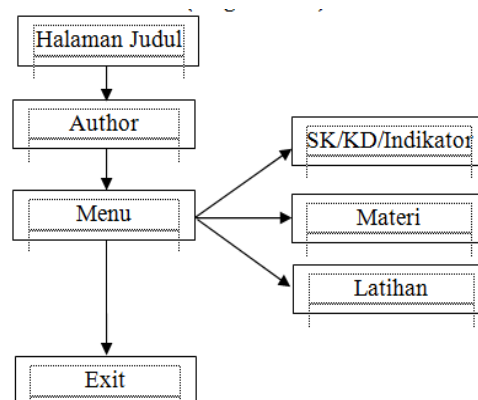 Halaman Judul
Author
SK/KD/Indikator
Menu
Materi
Latihan
Exit